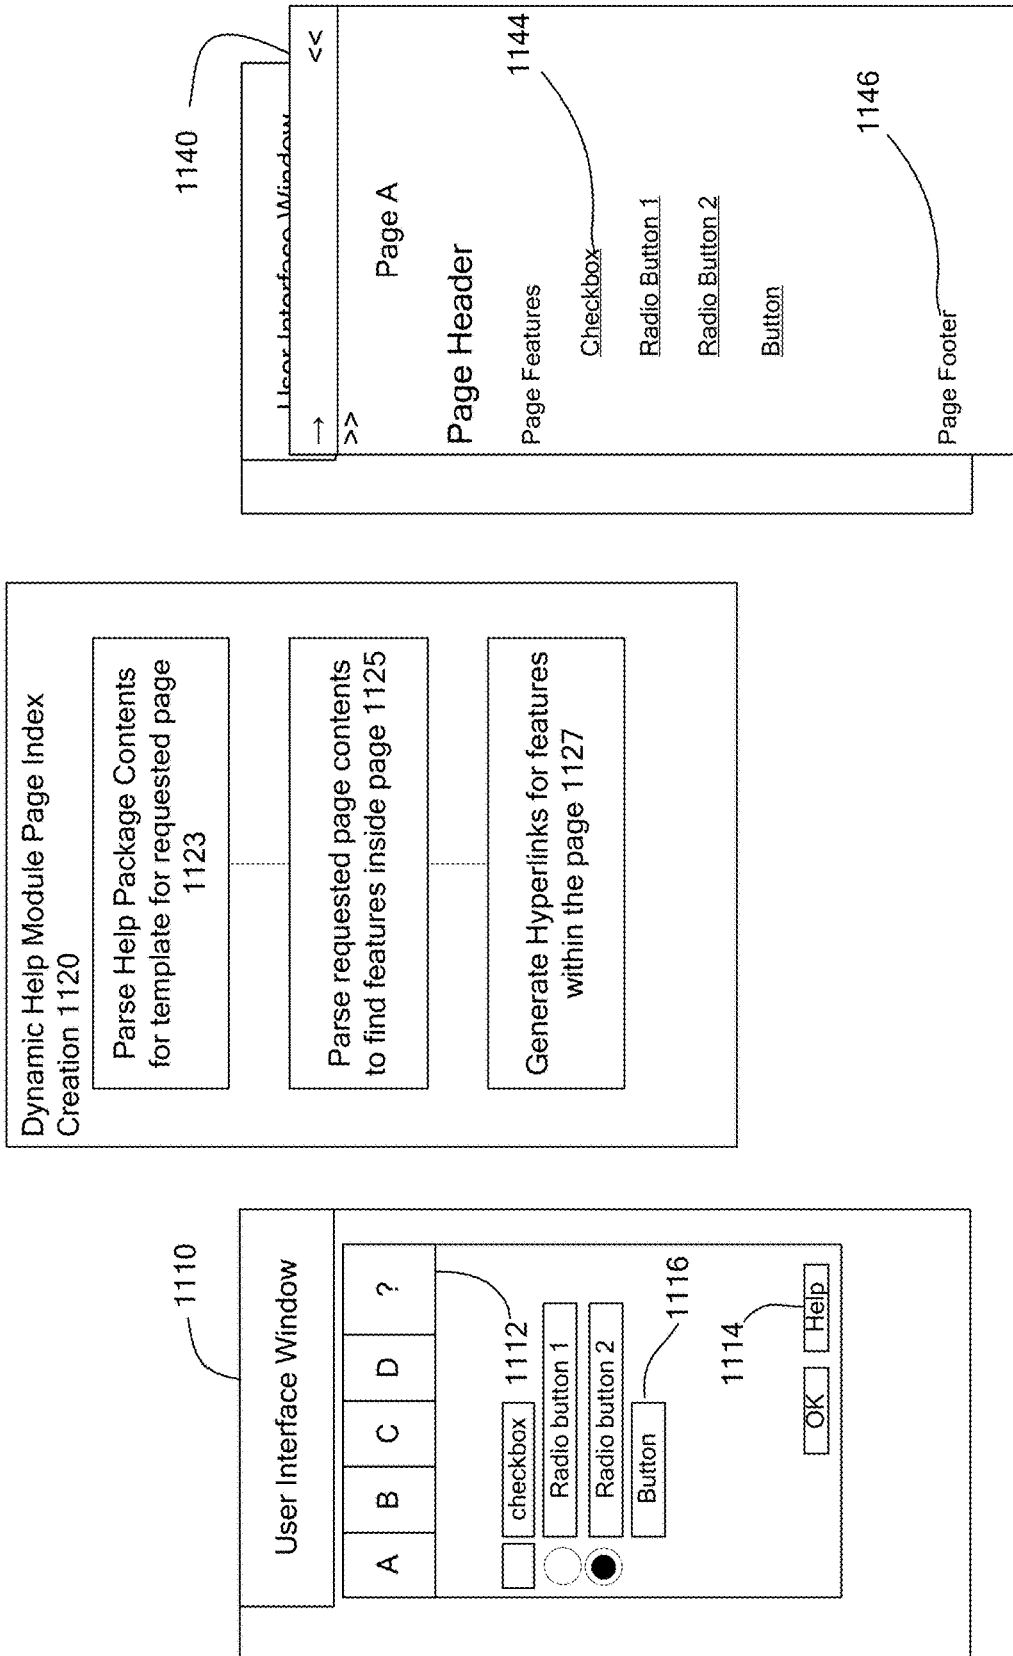 1110
User Interface Window
A B C D ?
checkbox
1112
Radio button 1
Radio button 2
Button
1116
1114
OK
Help
Dynamic Help Module Page Index
Creation 1120
Parse Help Package Contents
for template for requested page
1123
Parse requested page contents
to find features inside page 1125
Generate Hyperlinks for features
within the page 1127
1140
User Interface Window
→ <<
>>
Page A
Page Header
Page Features
1144
Checkbox
Radio Button 1
Radio Button 2
Button
1146
Page Footer